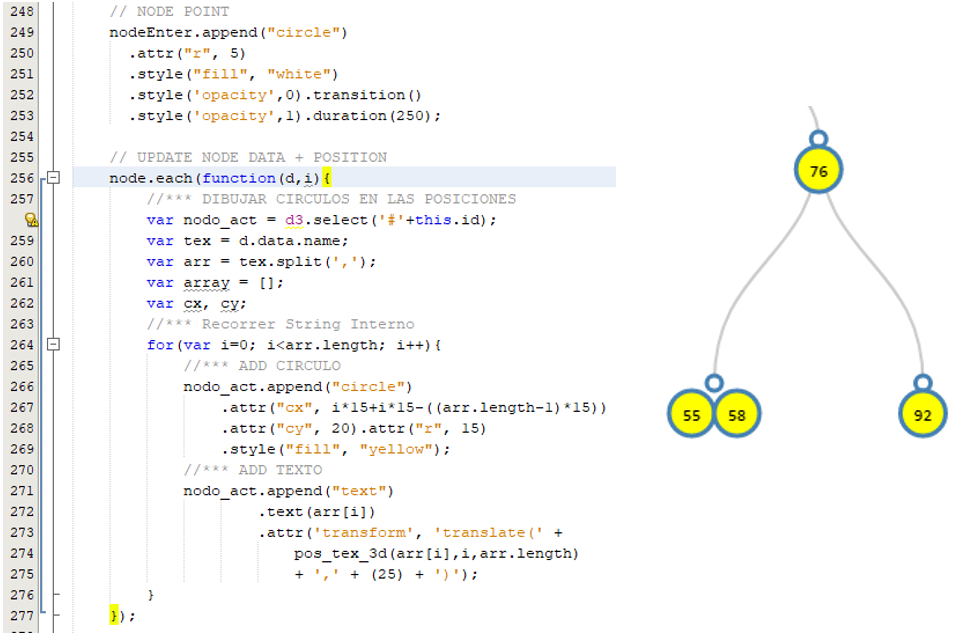 248 // NODE POINT
249 nodeEnter.append("circle")
250 .attr("r", 5)
251 .style("fill", "white")
252 .style('opacity',0).transition()
253 .style('opacity',1).duration(250);
254
255 // UPDATE NODE DATA + POSITION
256 node.each(function(d,i){
257 //*** DIBUJAR CIRCULOS EN LAS POSICIONES
var nodo_act = d3.select('#'+this.id);
259 var tex = d.data.name;
260 var arr = tex.split(',');
261 var array = [];
262 var cx, cy;
263 //*** Recorrer String Interno
264 for(var i=0; i<arr.length; i++){
265 //*** ADD CIRCULO
266 nodo_act.append("circle")
267 .attr("cx", i*15+i*15-((arr.length-1)*15))
268 .attr("cy", 20).attr("r", 15)
269 .style("fill", "yellow");
270 //*** ADD TEXTO
271 nodo_act.append("text")
272 .text(arr[i])
273 .attr('transform', 'translate(' +
274 pos_tex_3d(arr[i],i,arr.length)
275 + ',' + (25) + ')');
276 }
277 });
76
55 58 92